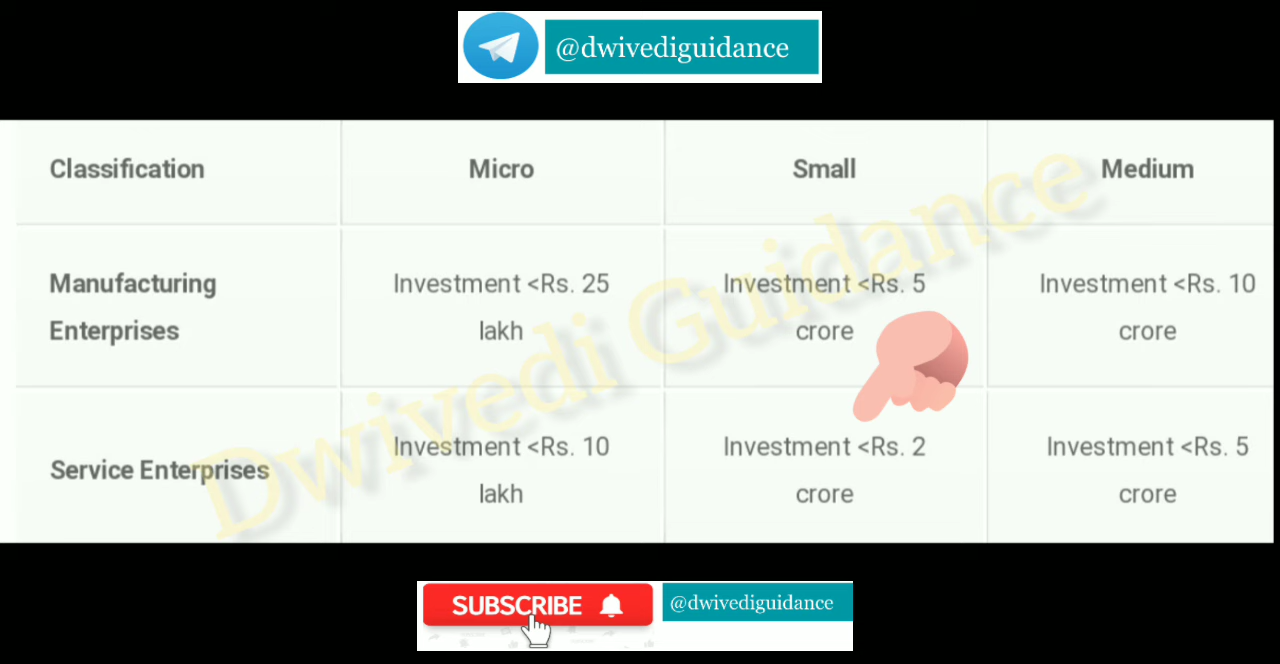 @dwivediguidance
Classification Micro Small Medium
Manufacturing Enterprises Investment <Rs. 25 lakh Investment <Rs. 5 crore Investment <Rs. 10 crore
Service Enterprises Investment <Rs. 10 lakh Investment <Rs. 2 crore Investment <Rs. 5 crore
Dwivedi Guidance
SUBSCRIBE @dwivediguidance